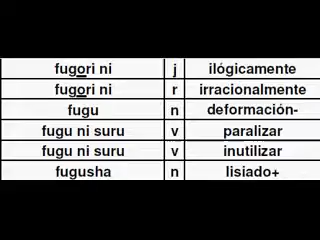 fugori ni j ilógicamente
fugori ni r irracionalmente
fugu n deformación-
fugu ni suru v paralizar
fugu ni suru v inutilizar
fugusha n lisiado+